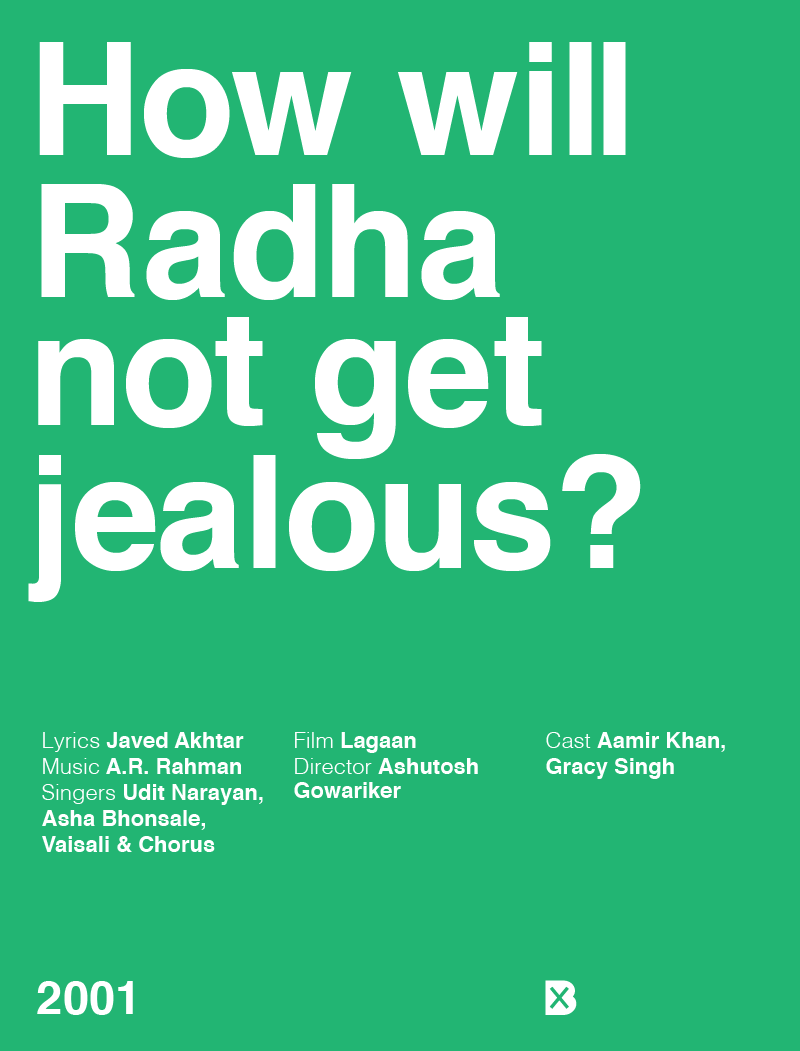 How will
Radha
not get
jealous?
Lyrics Javed Akhtar
Music A.R. Rahman
Singers Udit Narayan,
Asha Bhonsale,
Vaisali & Chorus
Film Lagaan
Director Ashutosh
Gowariker
Cast Aamir Khan,
Gracy Singh
2001